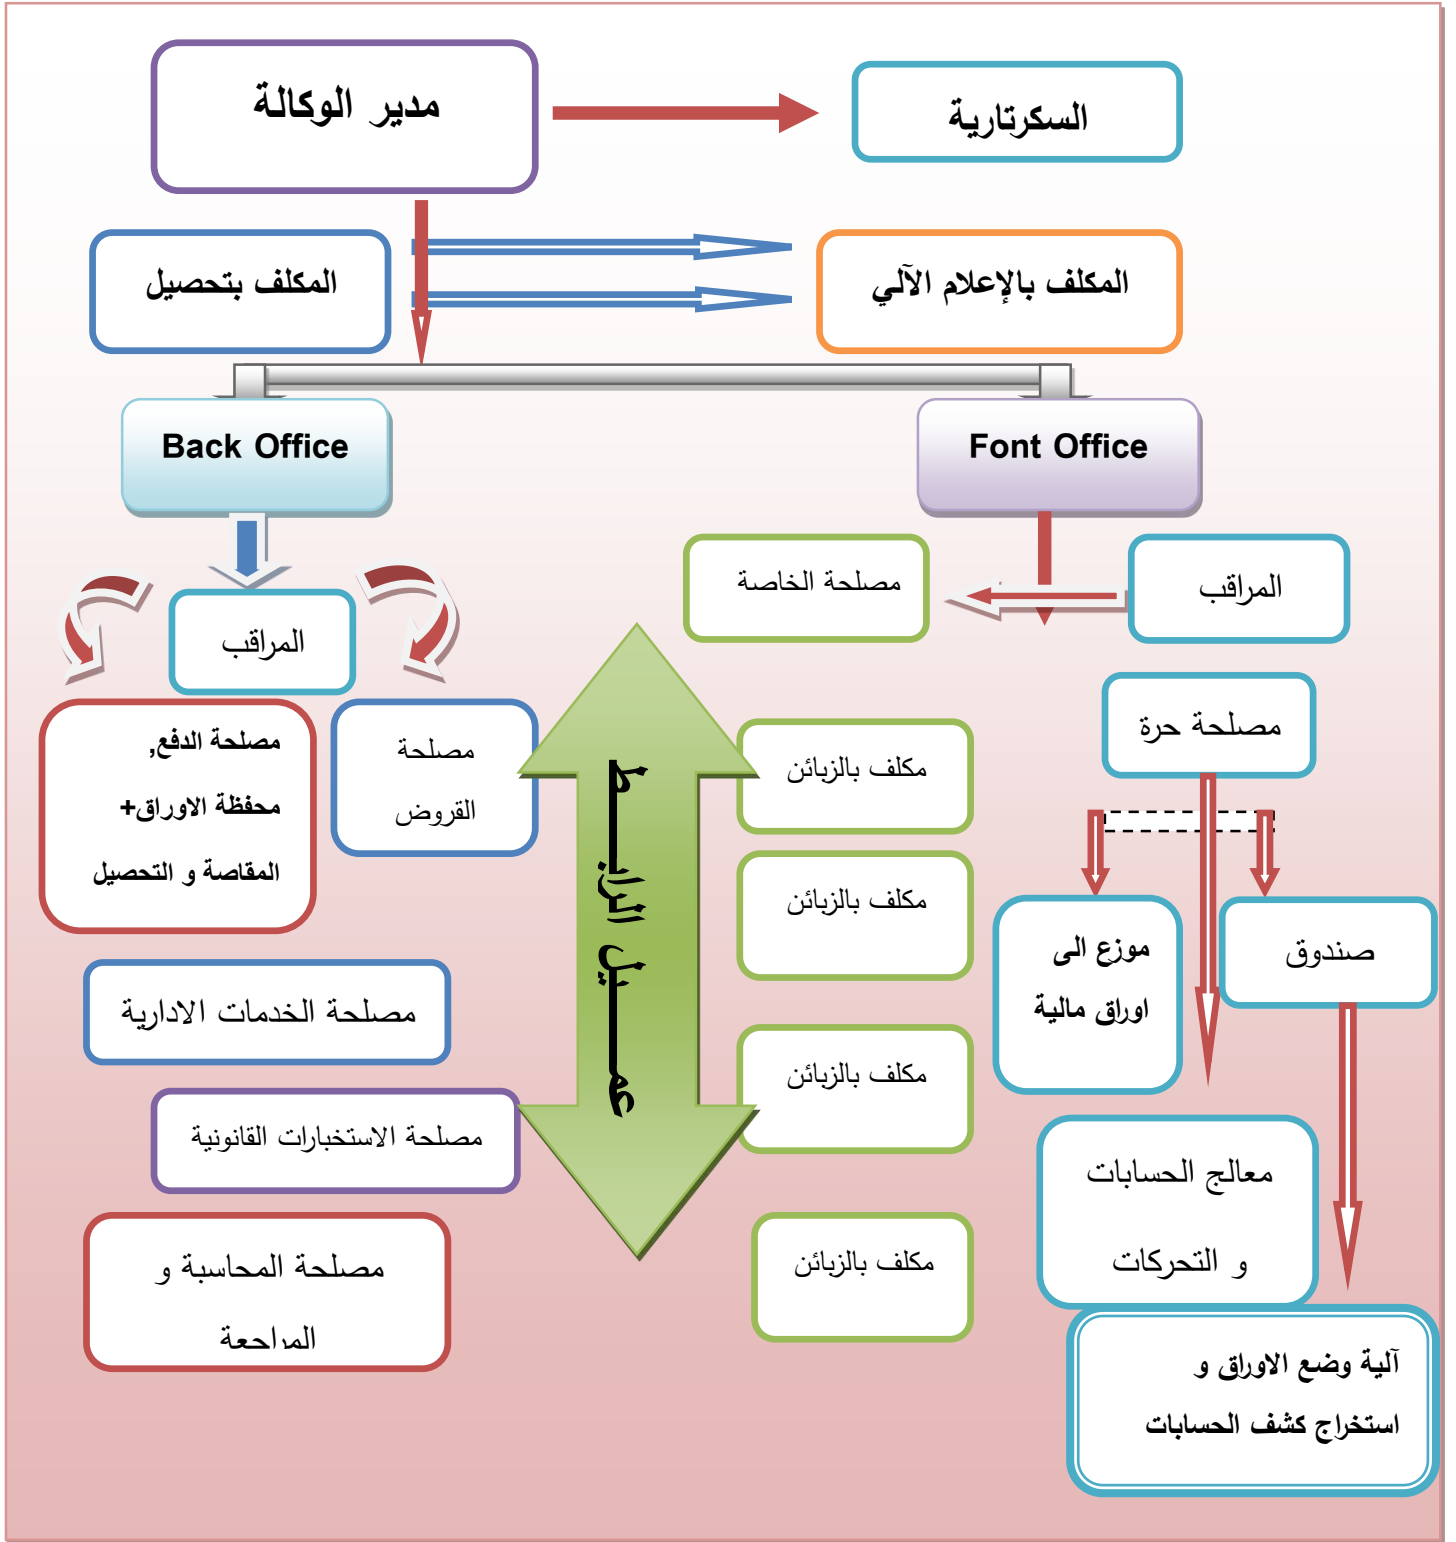 مدير الوكالة
السكرتارية
المكلف بتحصيل
المكلف بالإعلام الآلي
Back Office
Font Office
مصلحة الخاصة
المراقب
المراقب
مصلحة الدفع,
محفظة الاوراق+
المقاصة و التحصيل
مصلحة
القروض
عمـــيل الرابـــط
مكلف بالزبائن
مصلحة حرة
مكلف بالزبائن
موزع الى
اوراق مالية
صندوق
مصلحة الخدمات الادارية
مكلف بالزبائن
مصلحة الاستخبارات القانونية
معالج الحسابات
و التحركات
مصلحة المحاسبة و
المراجعة
مكلف بالزبائن
آلية وضع الاوراق و
استخراج كشف الحسابات